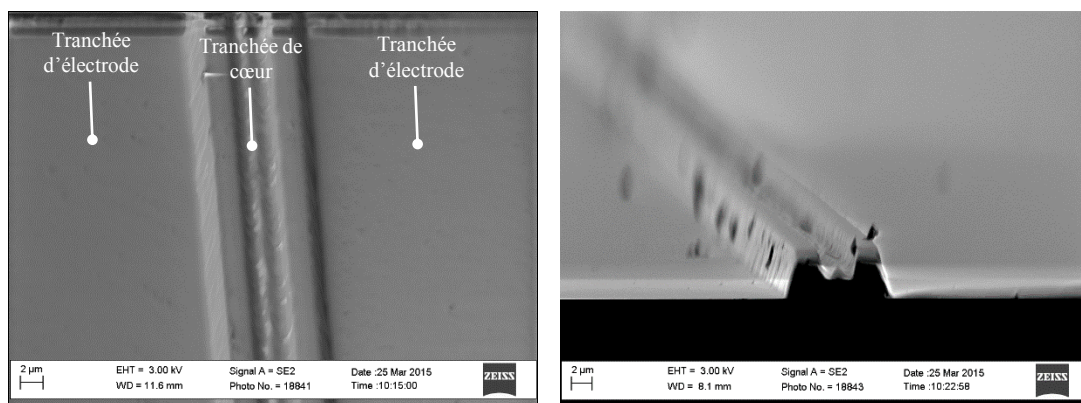 Tranchée
d'électrode
Tranchée de
cœur
Tranchée
d'électrode
2 µm
EHT = 3.00 kV
WD = 11.6 mm
Signal A = SE2
Photo No. = 18841
Date :25 Mar 2015
Time :10:15:00
ZEISS
2 µm
EHT = 3.00 kV
WD = 8.1 mm
Signal A = SE2
Photo No. = 18843
Date :25 Mar 2015
Time :10:22:58
ZEISS